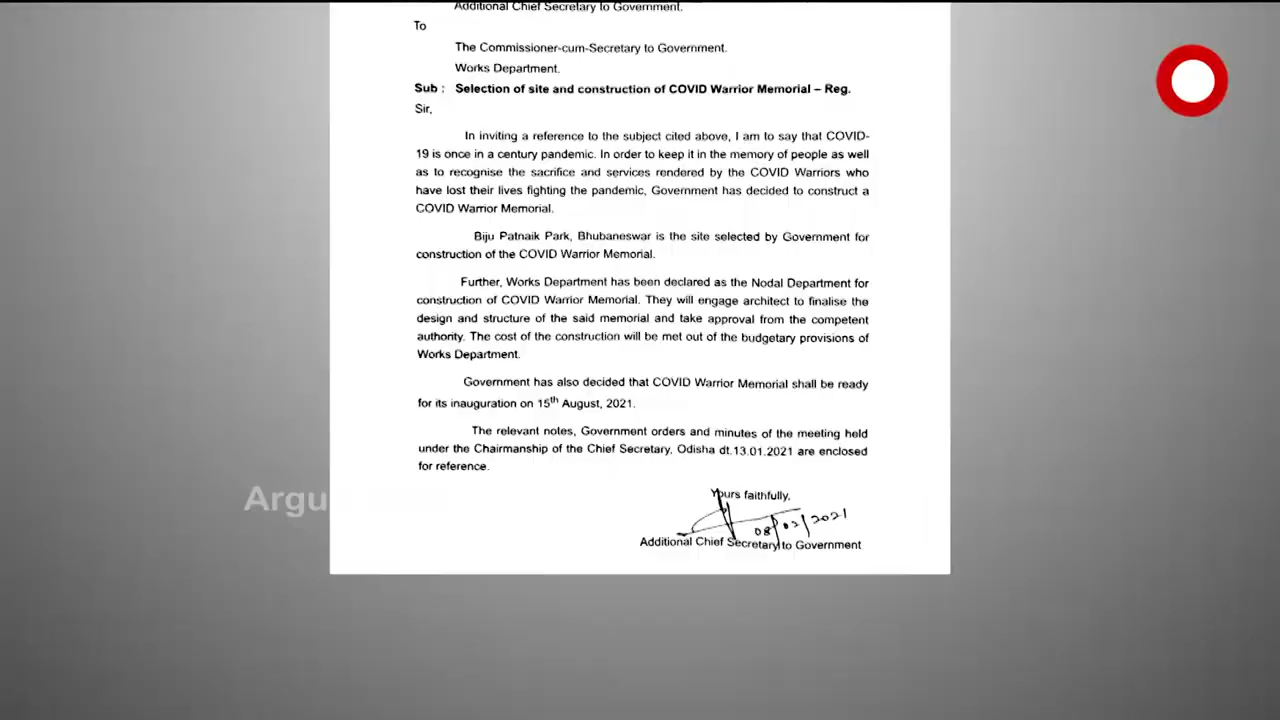 Additional Chief Secretary to Government.
To
The Commissioner-cum-Secretary to Government.
Works Department.
Sub : Selection of site and construction of COVID Warrior Memorial – Reg.
Sir,
In inviting a reference to the subject cited above, I am to say that COVID-
19 is once in a century pandemic. In order to keep it in the memory of people as well
as to recognise the sacrifice and services rendered by the COVID Warriors who
have lost their lives fighting the pandemic, Government has decided to construct a
COVID Warrior Memorial.
Biju Patnaik Park, Bhubaneswar is the site selected by Government for
construction of the COVID Warrior Memorial.
Further, Works Department has been declared as the Nodal Department for
construction of COVID Warrior Memorial. They will engage architect to finalise the
design and structure of the said memorial and take approval from the competent
authority. The cost of the construction will be met out of the budgetary provisions of
Works Department.
Government has also decided that COVID Warrior Memorial shall be ready
for its inauguration on 15th August, 2021.
The relevant notes, Government orders and minutes of the meeting held
under the Chairmanship of the Chief Secretary, Odisha dt.13.01.2021 are enclosed
for reference.
Argu
Yours faithfully,
08/02/2021
Additional Chief Secretary to Government